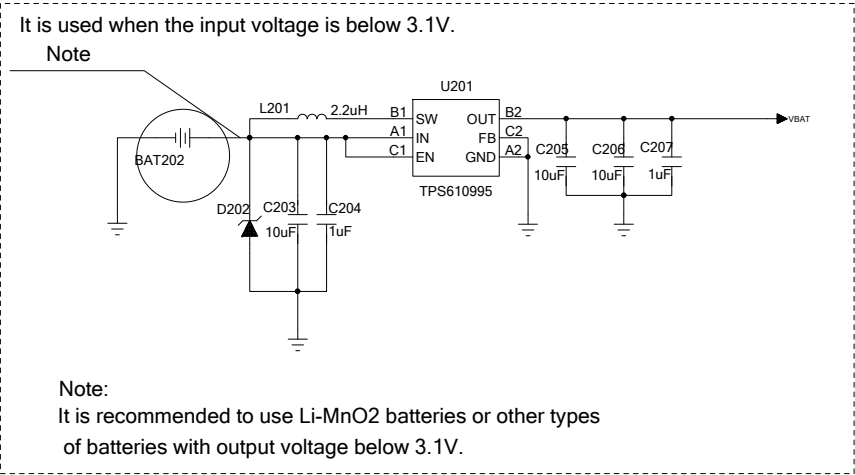 It is used when the input voltage is below 3.1V.
Note
U201
L201 2.2uH B1 SW OUT B2
A1 IN FB C2
C1 EN GND A2
VBAT
BAT202
TPS610995
C205 C206 C207
10uF 10uF 1uF
D202 C203 C204
10uF 1uF
Note:
It is recommended to use Li-MnO2 batteries or other types
of batteries with output voltage below 3.1V.